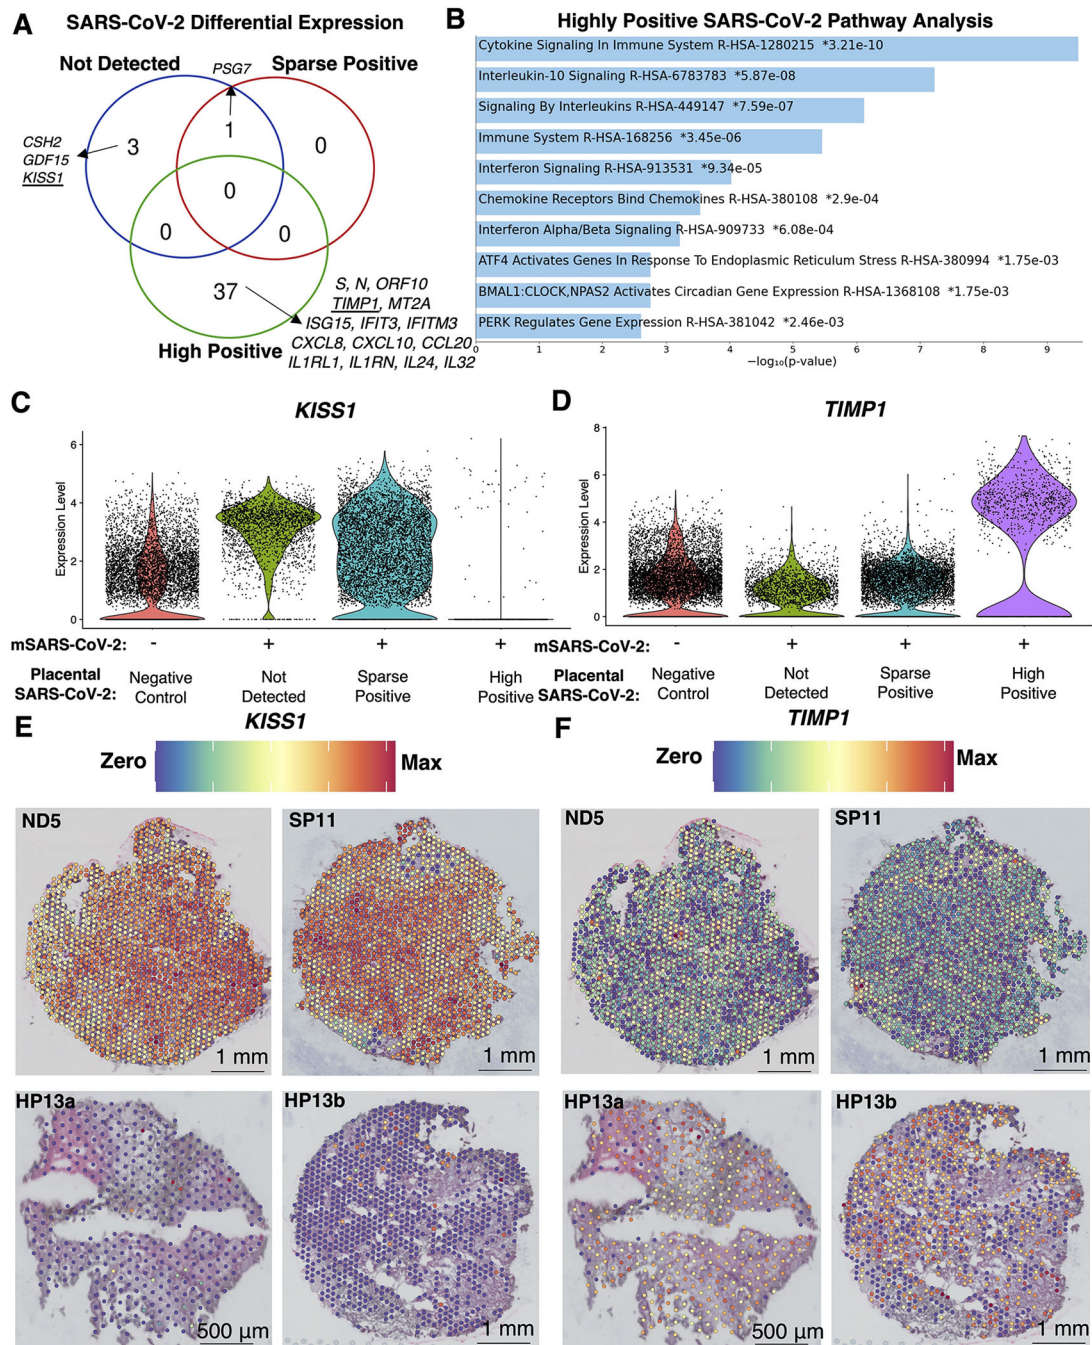 A
SARS-CoV-2 Differential Expression
Not Detected
PSG7
Sparse Positive
1
3
0
CSH2
GDF15
KISS1
0
0
0
37
S, N, ORF10
TIMP1, MT2A
ISG15, IFIT3, IFITM3
CXCL8, CXCL10, CCL20
IL1RL1, IL1RN, IL24, IL32
High Positive
B
Highly Positive SARS-CoV-2 Pathway Analysis
Cytokine Signaling In Immune System R-HSA-1280215 *3.21e-10
Interleukin-10 Signaling R-HSA-6783783 *5.87e-08
Signaling By Interleukins R-HSA-449147 *7.59e-07
Immune System R-HSA-168256 *3.45e-06
Interferon Signaling R-HSA-913531 *9.34e-05
Chemokine Receptors Bind Chemokines R-HSA-380108 *2.9e-04
Interferon Alpha/Beta Signaling R-HSA-909733 *6.08e-04
ATF4 Activates Genes In Response To Endoplasmic Reticulum Stress R-HSA-380994 *1.75e-03
BMAL1:CLOCK,NPAS2 Activates Circadian Gene Expression R-HSA-1368108 *1.75e-03
PERK Regulates Gene Expression R-HSA-381042 *2.46e-03
0 1 2 3 4 5 6 7 8 9
−log₁₀(p-value)
C
KISS1
Expression Level
6
4
2
0
mSARS-CoV-2: - + + +
Placental SARS-CoV-2:
Negative Control
Not Detected
Sparse Positive
High Positive
D
TIMP1
Expression Level
8
6
4
2
0
mSARS-CoV-2: - + + +
Placental SARS-CoV-2:
Negative Control
Not Detected
Sparse Positive
High Positive
E
KISS1
Zero
Max
ND5
1 mm
SP11
1 mm
HP13a
500 µm
HP13b
1 mm
F
TIMP1
Zero
Max
ND5
1 mm
SP11
1 mm
HP13a
500 µm
HP13b
1 mm